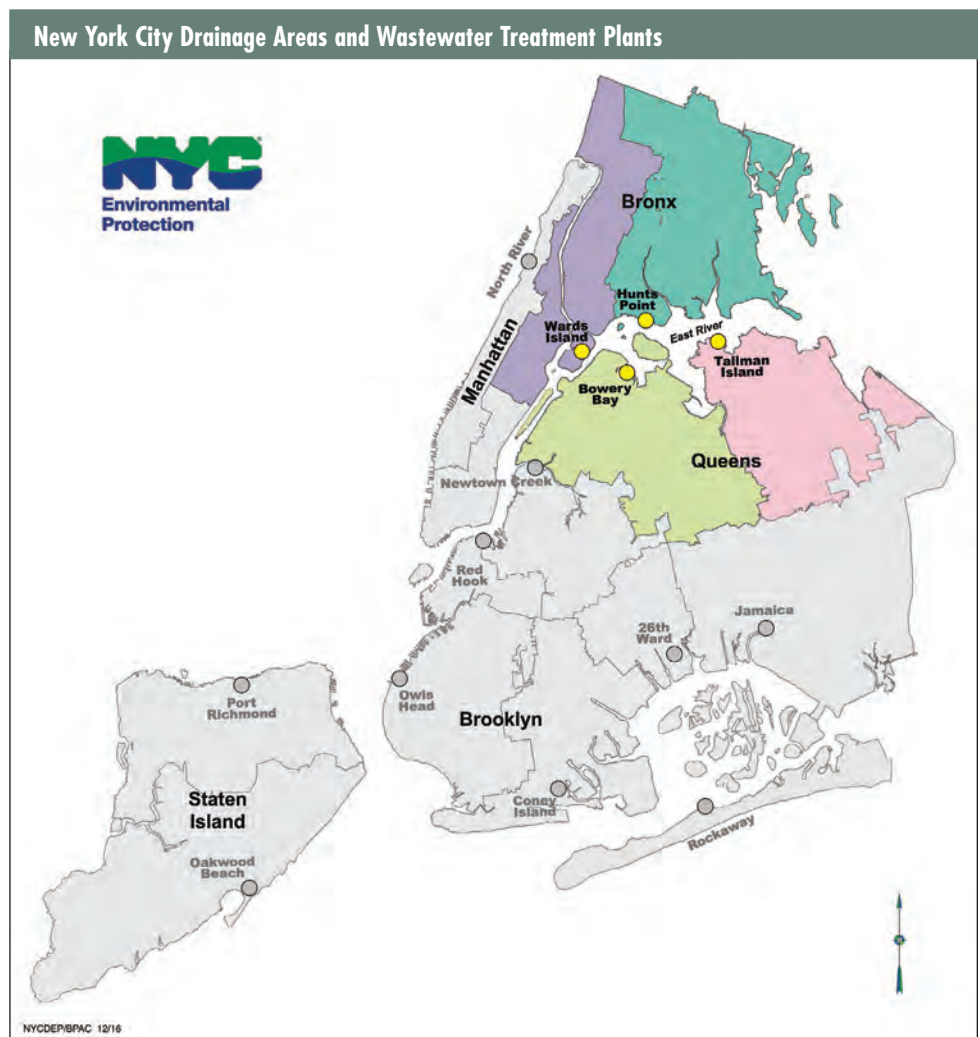 New York City Drainage Areas and Wastewater Treatment Plants
NYC
Environmental
Protection
Bronx
North River
Hunts
Point
East River
Wards
Island
Manhattan
Tallman
Island
Bowery
Bay
Queens
Newtown Creek
Red
Hook
Jamaica
26th
Ward
Owls
Head
Port
Richmond
Brooklyn
Staten
Island
Coney
Island
Rockaway
Oakwood
Beach
NYCDEP/BPAC 12/16